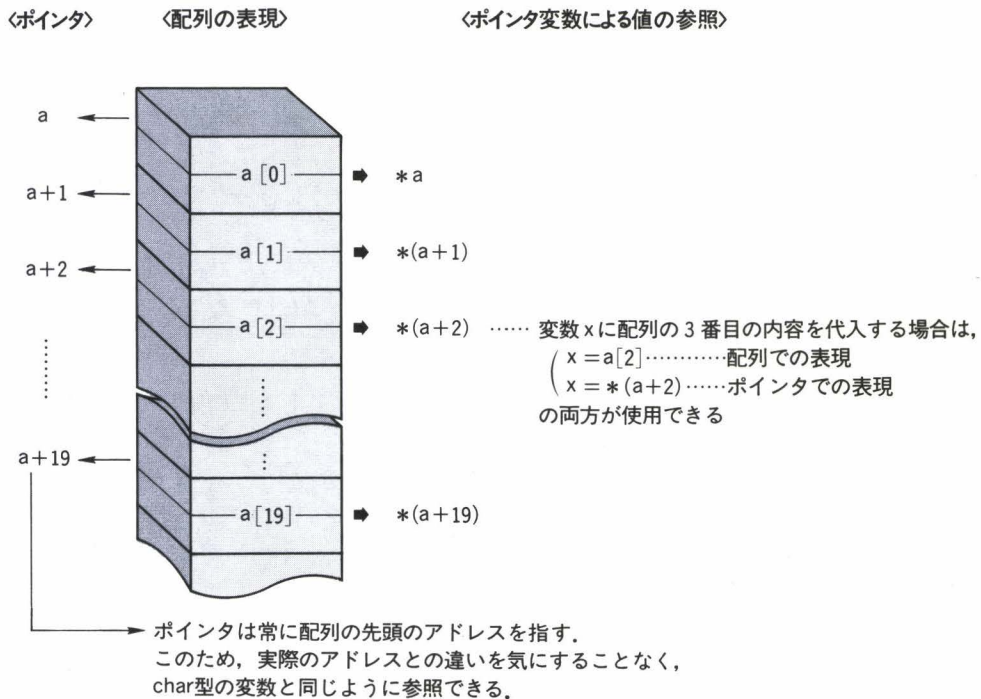 〈ポインタ〉 〈配列の表現〉 〈ポインタ変数による値の参照〉
a
a [0] *a
a+1
a [1] *(a+1)
a+2
a [2] *(a+2) …… 変数xに配列の3番目の内容を代入する場合は,
x=a[2]…………配列での表現
x=*(a+2)……ポインタでの表現
の両方が使用できる
a+19
a [19] *(a+19)
ポインタは常に配列の先頭のアドレスを指す.
このため,実際のアドレスとの違いを気にすることなく,
char型の変数と同じように参照できる.